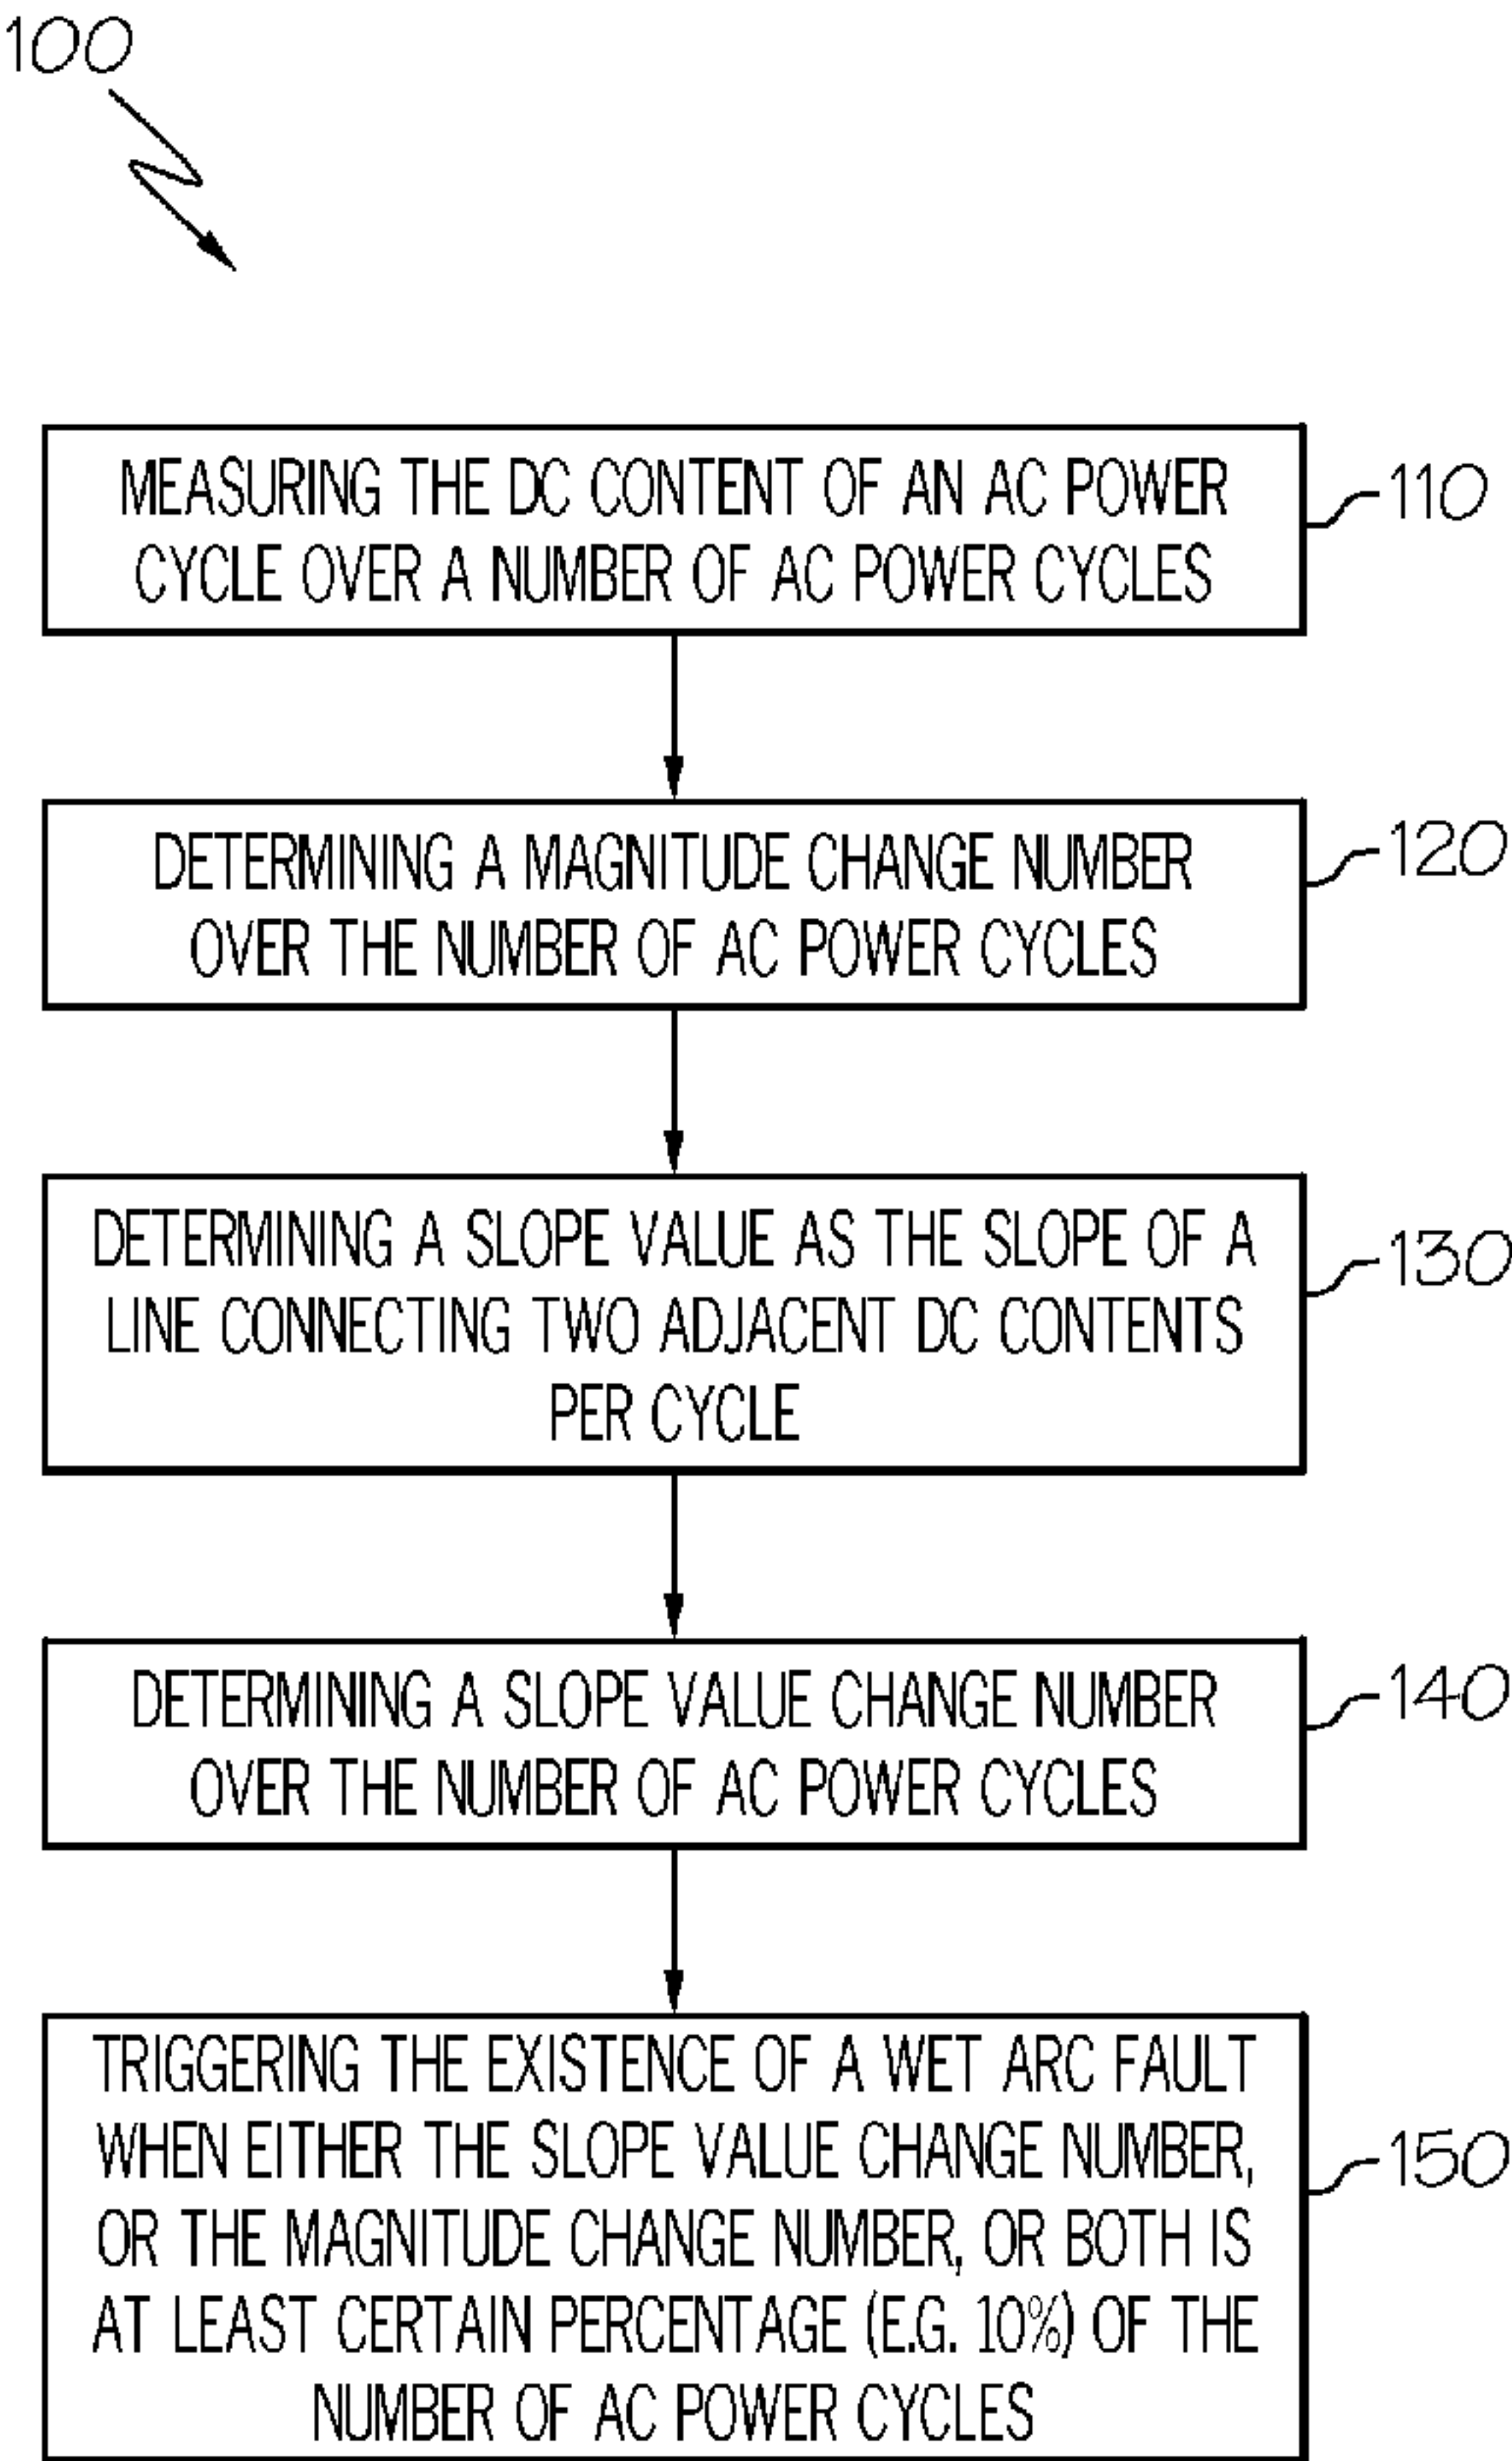 100
MEASURING THE DC CONTENT OF AN AC POWER
CYCLE OVER A NUMBER OF AC POWER CYCLES
110
DETERMINING A MAGNITUDE CHANGE NUMBER
OVER THE NUMBER OF AC POWER CYCLES
120
DETERMINING A SLOPE VALUE AS THE SLOPE OF A
LINE CONNECTING TWO ADJACENT DC CONTENTS
PER CYCLE
130
DETERMINING A SLOPE VALUE CHANGE NUMBER
OVER THE NUMBER OF AC POWER CYCLES
140
TRIGGERING THE EXISTENCE OF A WET ARC FAULT
WHEN EITHER THE SLOPE VALUE CHANGE NUMBER,
OR THE MAGNITUDE CHANGE NUMBER, OR BOTH IS
AT LEAST CERTAIN PERCENTAGE (E.G. 10%) OF THE
NUMBER OF AC POWER CYCLES
150